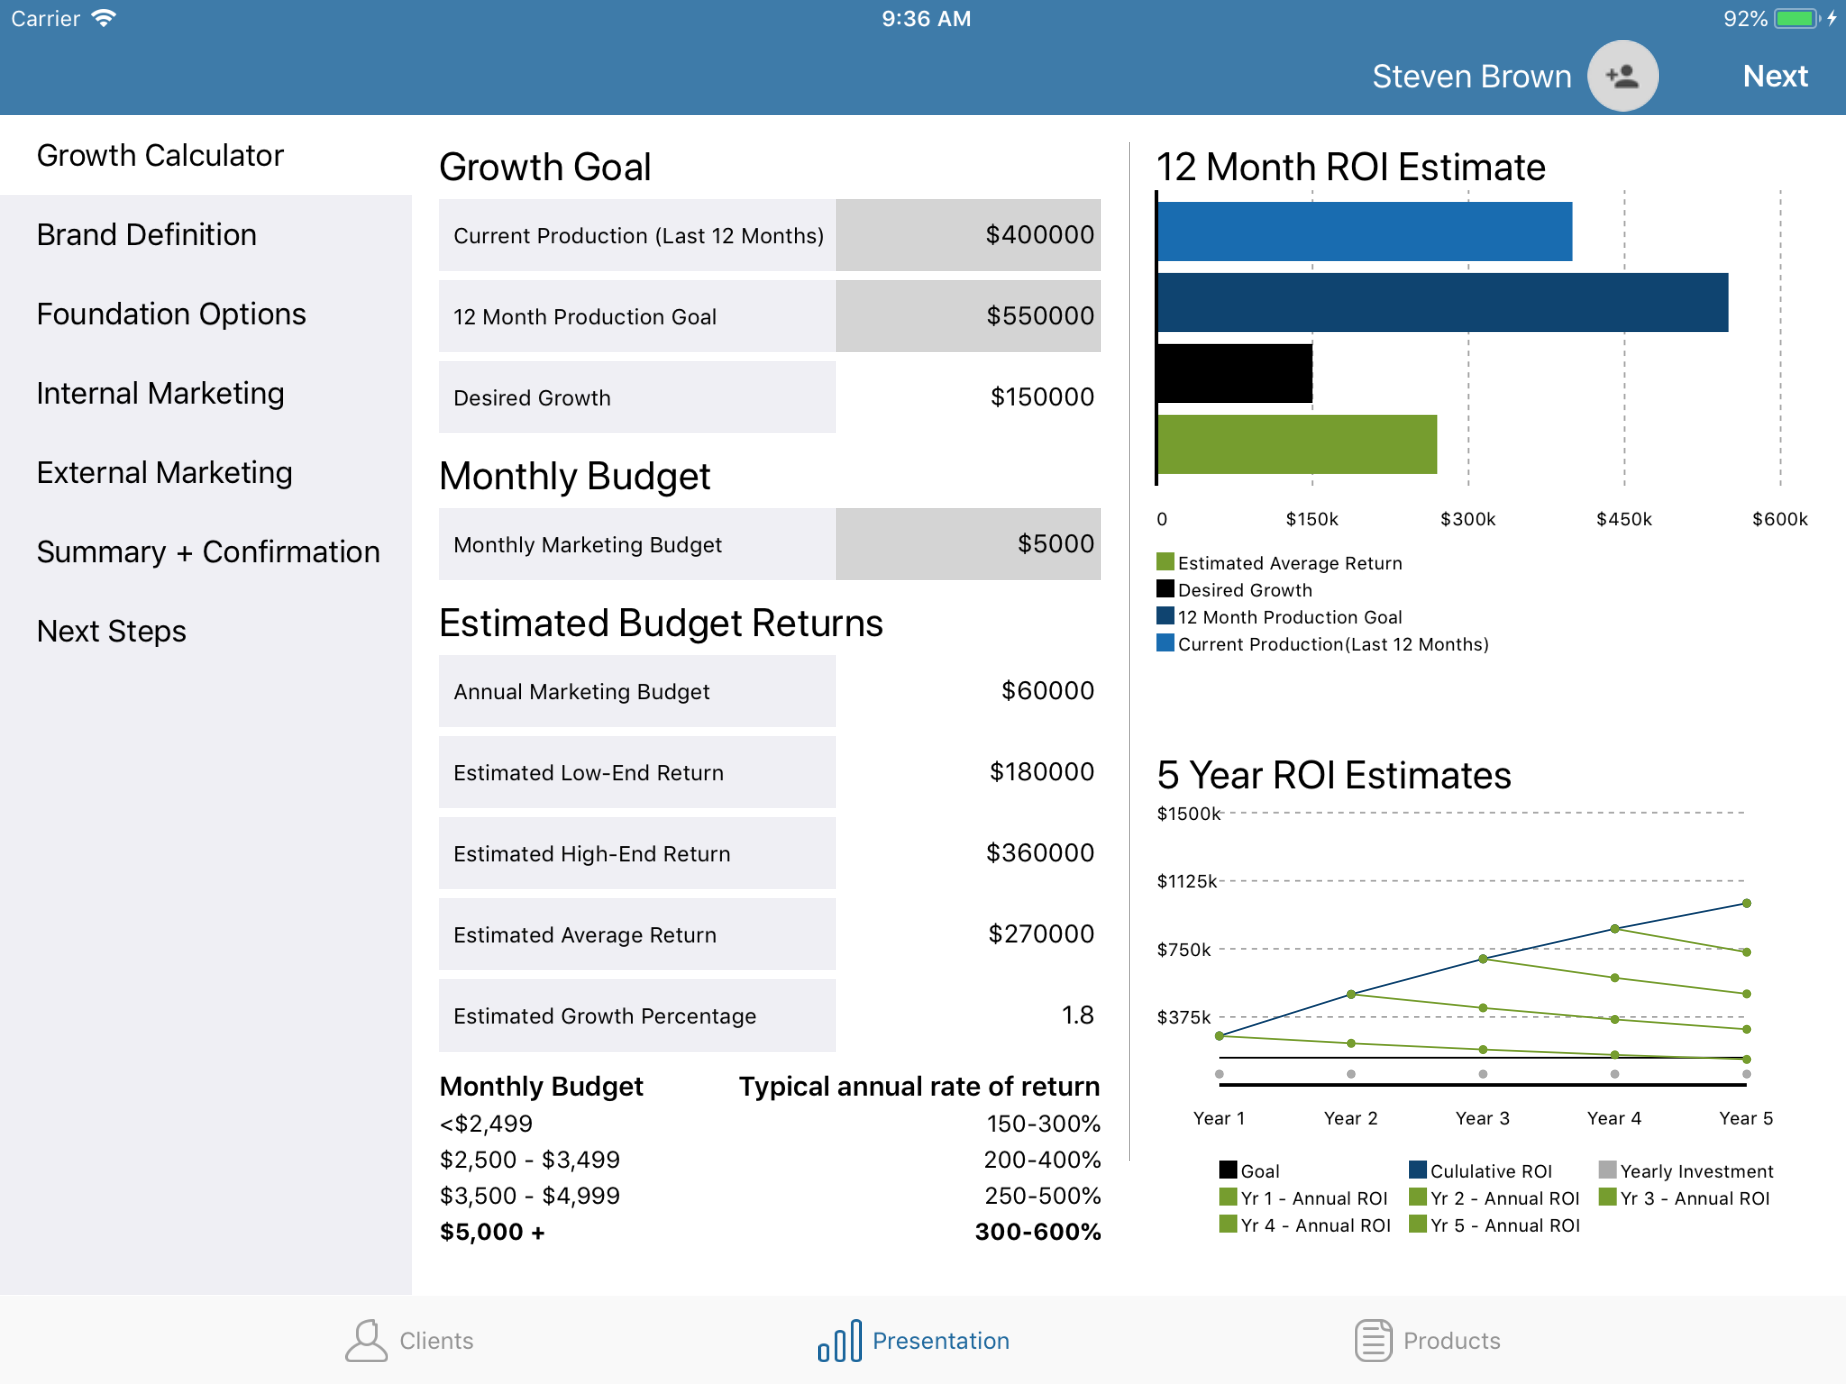 Carrier 9:36 AM 92%
Steven Brown Next
Growth Calculator
Brand Definition
Foundation Options
Internal Marketing
External Marketing
Summary + Confirmation
Next Steps
Growth Goal
Current Production (Last 12 Months) $400000
12 Month Production Goal $550000
Desired Growth $150000
Monthly Budget
Monthly Marketing Budget $5000
Estimated Budget Returns
Annual Marketing Budget $60000
Estimated Low-End Return $180000
Estimated High-End Return $360000
Estimated Average Return $270000
Estimated Growth Percentage 1.8
Monthly Budget Typical annual rate of return
<$2,499 150-300%
$2,500 - $3,499 200-400%
$3,500 - $4,999 250-500%
$5,000 + 300-600%
12 Month ROI Estimate
0 $150k $300k $450k $600k
Estimated Average Return
Desired Growth
12 Month Production Goal
Current Production(Last 12 Months)
5 Year ROI Estimates
$1500k
$1125k
$750k
$375k
Year 1 Year 2 Year 3 Year 4 Year 5
Goal Cululative ROI Yearly Investment
Yr 1 - Annual ROI Yr 2 - Annual ROI Yr 3 - Annual ROI
Yr 4 - Annual ROI Yr 5 - Annual ROI
Clients Presentation Products